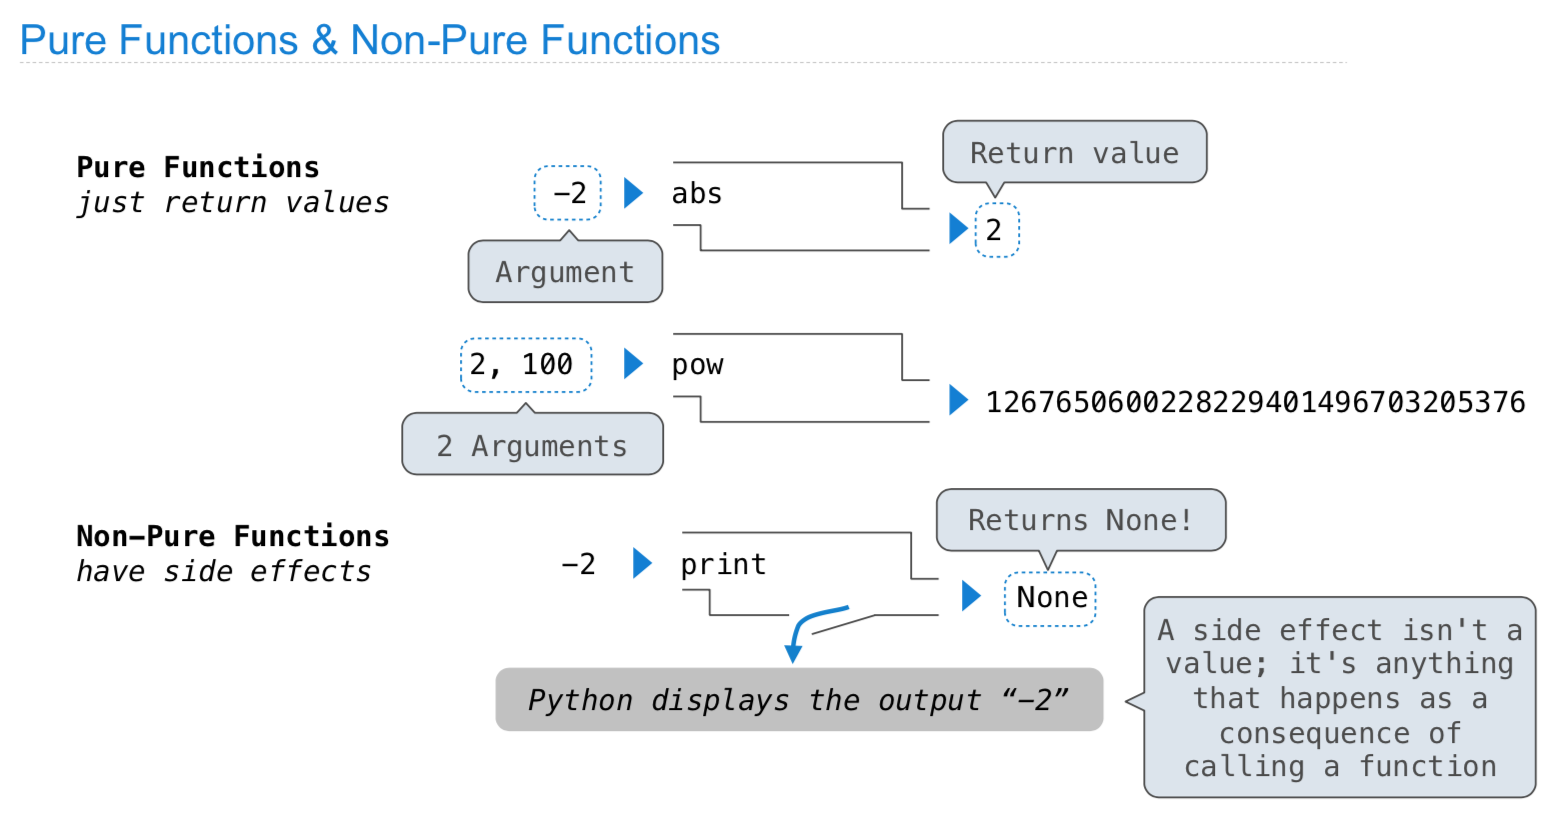 Pure Functions & Non-Pure Functions
Pure Functions
just return values
-2
abs
Return value
2
Argument
2, 100
pow
1267650600228229401496703205376
2 Arguments
Non-Pure Functions
have side effects
-2
print
Returns None!
None
Python displays the output “-2”
A side effect isn't a
value; it's anything
that happens as a
consequence of
calling a function